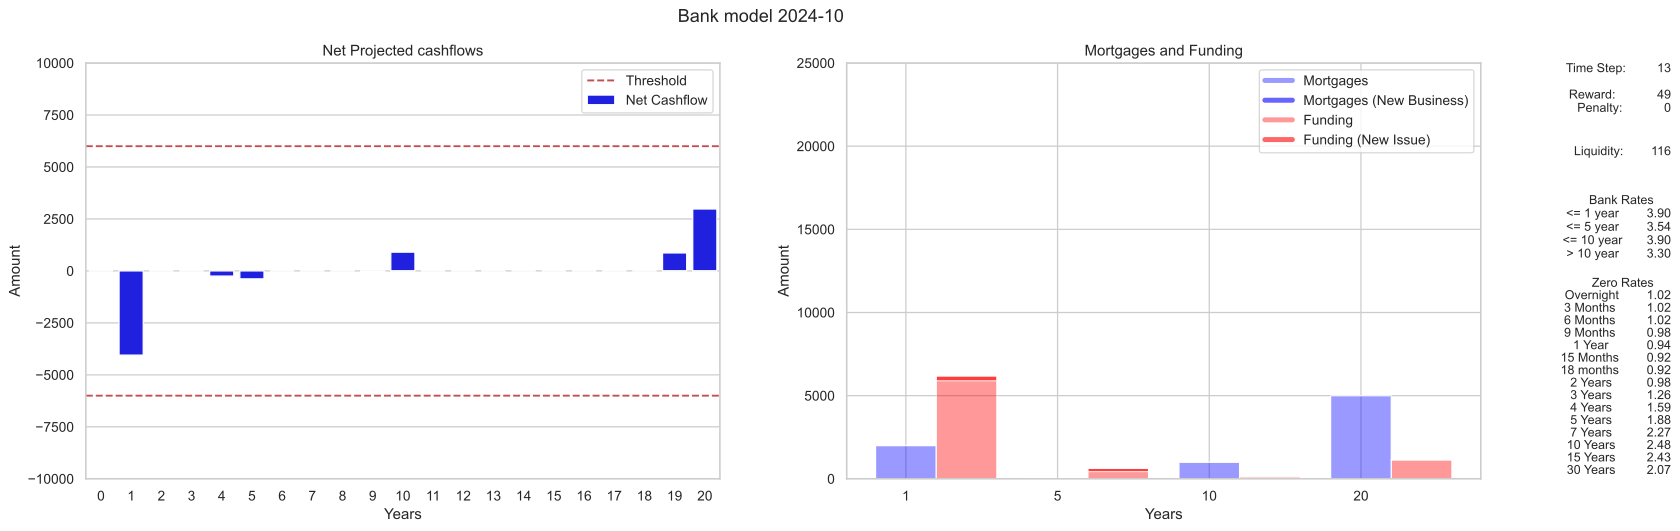 Bank model 2024-10
Net Projected cashflows
10000
7500
5000
2500
0
−2500
−5000
−7500
−10000
Amount
Threshold
Net Cashflow
0 1 2 3 4 5 6 7 8 9 10 11 12 13 14 15 16 17 18 19 20
Years
Mortgages and Funding
25000
20000
15000
10000
5000
0
Amount
Mortgages
Mortgages (New Business)
Funding
Funding (New Issue)
1 5 10 20
Years
Time Step: 13
Reward: 49
Penalty: 0
Liquidity: 116
Bank Rates
<= 1 year 3.90
<= 5 year 3.54
<= 10 year 3.90
> 10 year 3.30
Zero Rates
Overnight 1.02
3 Months 1.02
6 Months 1.02
9 Months 0.98
1 Year 0.94
15 Months 0.92
18 months 0.92
2 Years 0.98
3 Years 1.26
4 Years 1.59
5 Years 1.88
7 Years 2.27
10 Years 2.48
15 Years 2.43
30 Years 2.07